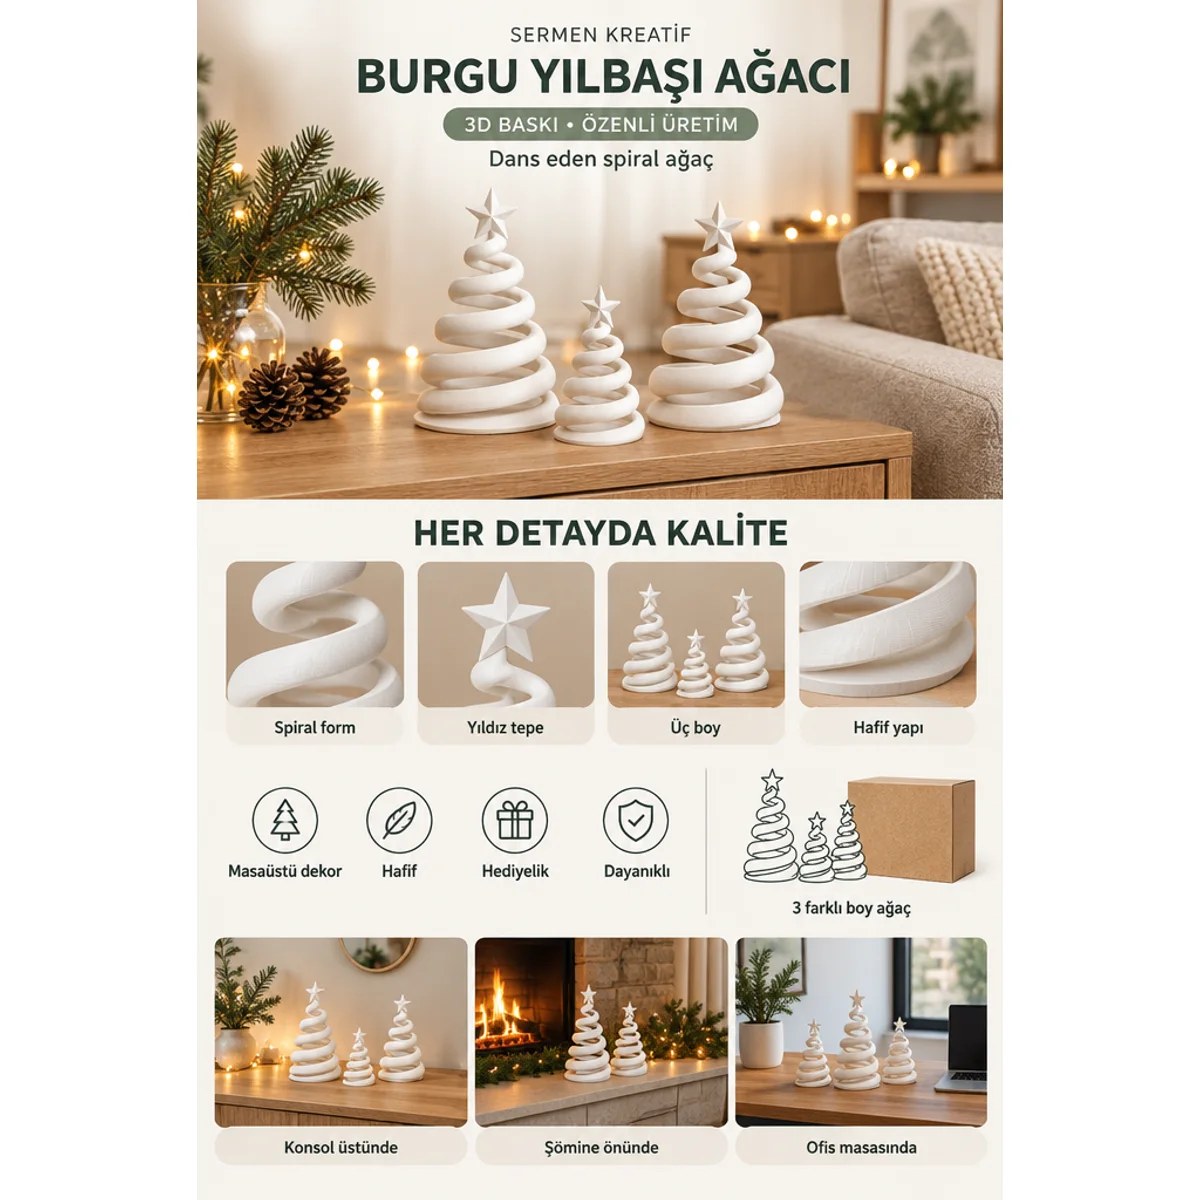 SERMEN KREATİF
BURGU YILBAŞI AĞACI
3D BASKI • ÖZENLİ ÜRETİM
Dans eden spiral ağaç
HER DETAYDA KALİTE
Spiral form
Yıldız tepe
Üç boy
Hafif yapı
Masaüstü dekor
Hafif
Hediyelik
Dayanıklı
3 farklı boy ağaç
Konsol üstünde
Şömine önünde
Ofis masasında